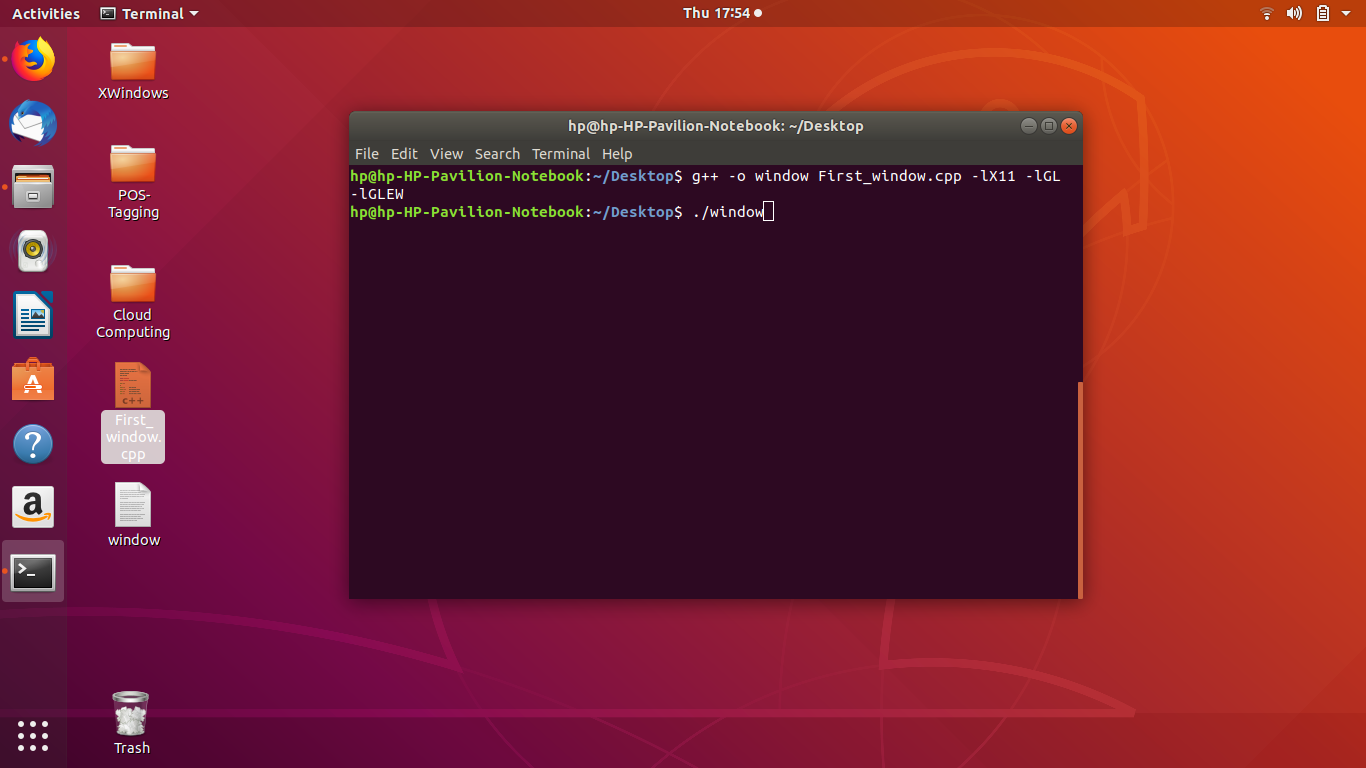 Activities
Terminal
Thu 17:54
XWindows
POS-
Tagging
Cloud
Computing
c++
First_
window.
cpp
window
Trash
hp@hp-HP-Pavilion-Notebook: ~/Desktop
File Edit View Search Terminal Help
hp@hp-HP-Pavilion-Notebook:~/Desktop$ g++ -o window First_window.cpp -lX11 -lGL
-lGLEW
hp@hp-HP-Pavilion-Notebook:~/Desktop$ ./window